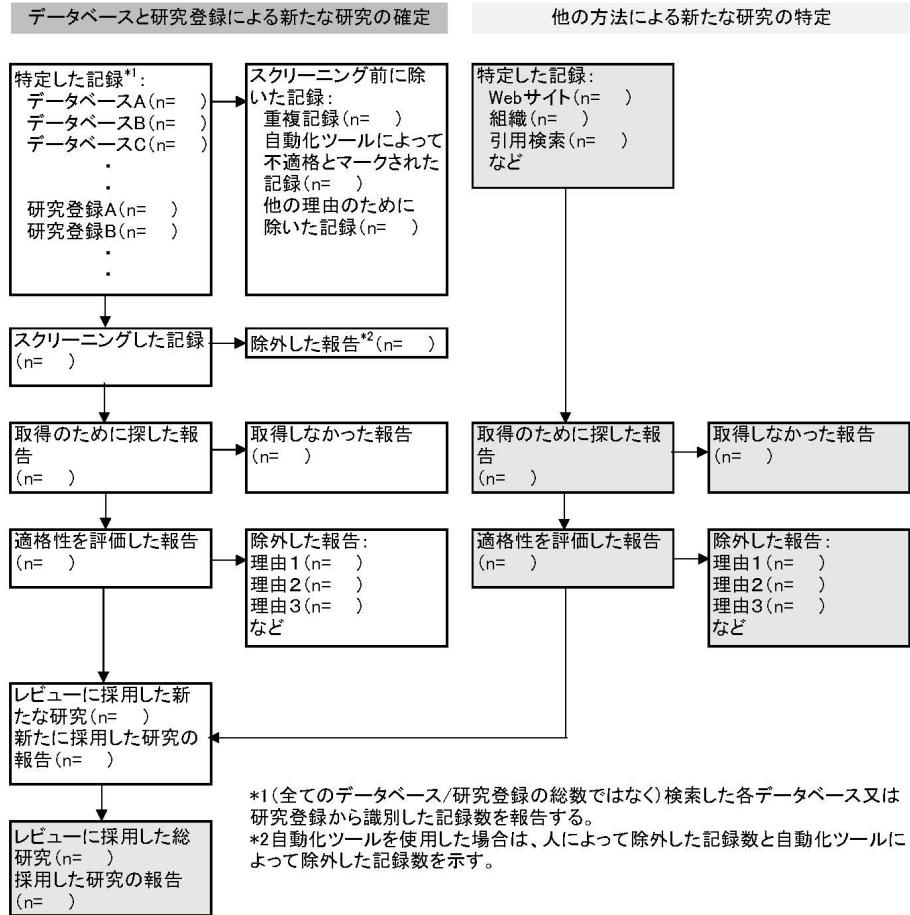 データベースと研究登録による新たな研究の確定
他の方法による新たな研究の特定
特定した記録*1:
データベースA(n=　)
データベースB(n=　)
データベースC(n=　)
・
・
研究登録A(n=　)
研究登録B(n=　)
・
・
スクリーニング前に除
いた記録:
重複記録(n=　)
自動化ツールによって
不適格とマークされた
記録(n=　)
他の理由のために
除いた記録(n=　)
特定した記録:
Webサイト(n=　)
組織(n=　)
引用検索(n=　)
など
スクリーニングした記録
(n=　)
除外した報告*2(n=　)
取得のために探した報
告
(n=　)
取得しなかった報告
(n=　)
取得のために探した報
告
(n=　)
取得しなかった報告
(n=　)
適格性を評価した報告
(n=　)
除外した報告:
理由1(n=　)
理由2(n=　)
理由3(n=　)
など
適格性を評価した報告
(n=　)
除外した報告:
理由1(n=　)
理由2(n=　)
理由3(n=　)
など
レビューに採用した新
たな研究(n=　)
新たに採用した研究の
報告(n=　)
レビューに採用した総
研究(n=　)
採用した研究の報告
(n=　)
*1(全てのデータベース/研究登録の総数ではなく)検索した各データベース又は
研究登録から識別した記録数を報告する。
*2自動化ツールを使用した場合は、人によって除外した記録数と自動化ツールに
よって除外した記録数を示す。